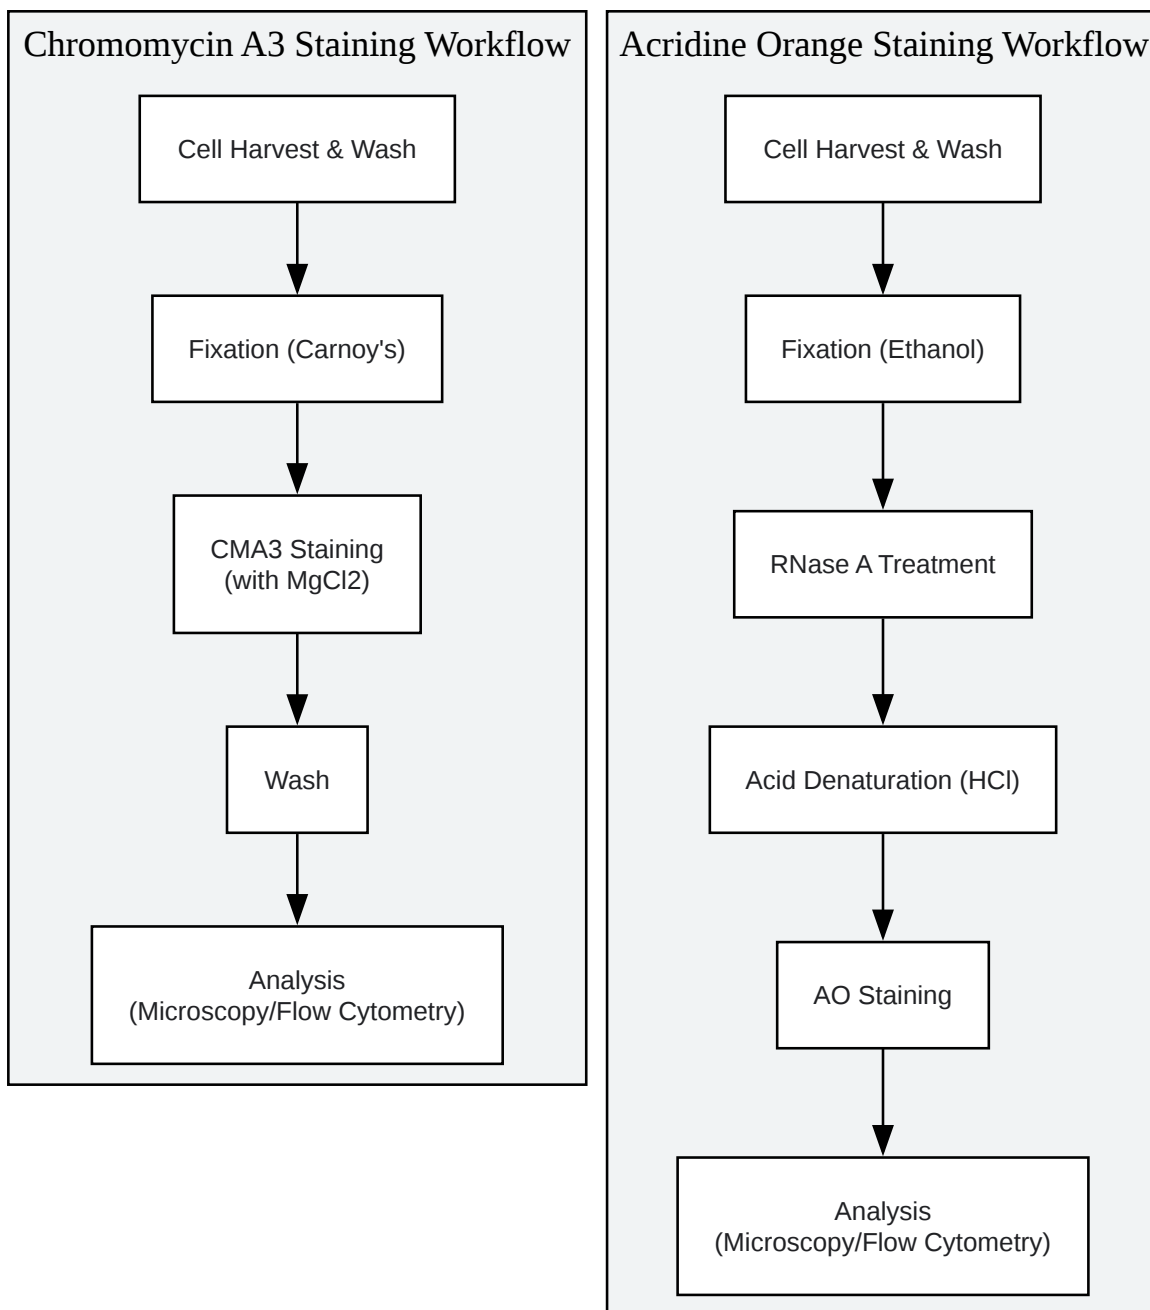 Chromomycin A3 Staining Workflow
Cell Harvest & Wash
Fixation (Carnoy's)
CMA3 Staining
(with MgCl2)
Wash
Analysis
(Microscopy/Flow Cytometry)
Acridine Orange Staining Workflow
Cell Harvest & Wash
Fixation (Ethanol)
RNase A Treatment
Acid Denaturation (HCl)
AO Staining
Analysis
(Microscopy/Flow Cytometry)